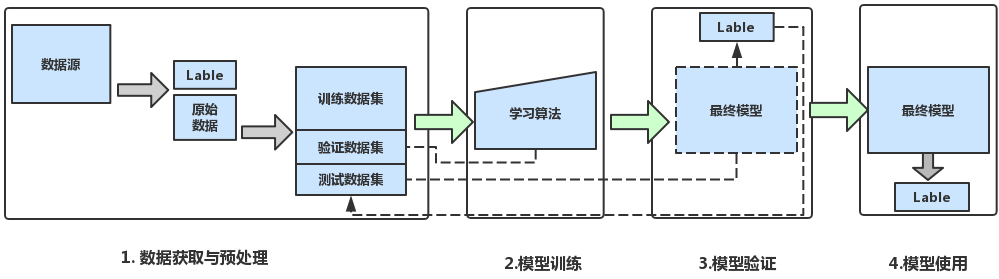 数据源
Lable
原始
数据
训练数据集
验证数据集
测试数据集
1. 数据获取与预处理
学习算法
2.模型训练
Lable
最终模型
3.模型验证
最终模型
Lable
4.模型使用